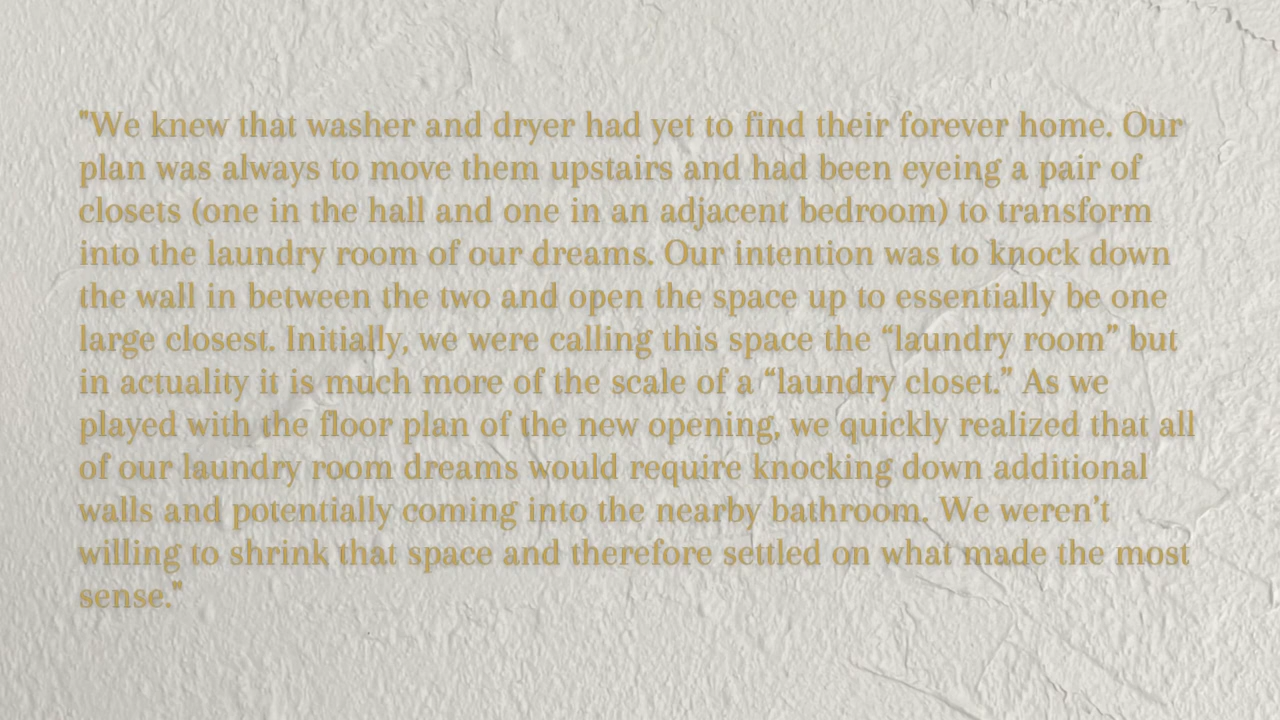 "We knew that washer and dryer had yet to find their forever home. Our
plan was always to move them upstairs and had been eyeing a pair of
closets (one in the hall and one in an adjacent bedroom) to transform
into the laundry room of our dreams. Our intention was to knock down
the wall in between the two and open the space up to essentially be one
large closest. Initially, we were calling this space the “laundry room” but
in actuality it is much more of the scale of a “laundry closet.” As we
played with the floor plan of the new opening, we quickly realized that all
of our laundry room dreams would require knocking down additional
walls and potentially coming into the nearby bathroom. We weren’t
willing to shrink that space and therefore settled on what made the most
sense."